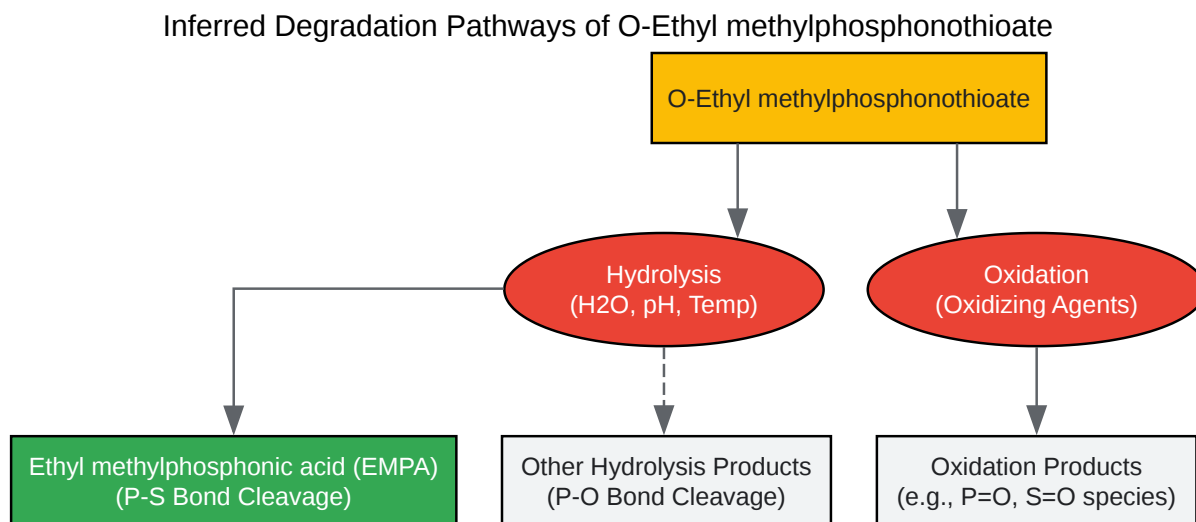 Inferred Degradation Pathways of O-Ethyl methylphosphonothioate
O-Ethyl methylphosphonothioate
Hydrolysis
(H2O, pH, Temp)
Oxidation
(Oxidizing Agents)
Ethyl methylphosphonic acid (EMPA)
(P-S Bond Cleavage)
Other Hydrolysis Products
(P-O Bond Cleavage)
Oxidation Products
(e.g., P=O, S=O species)